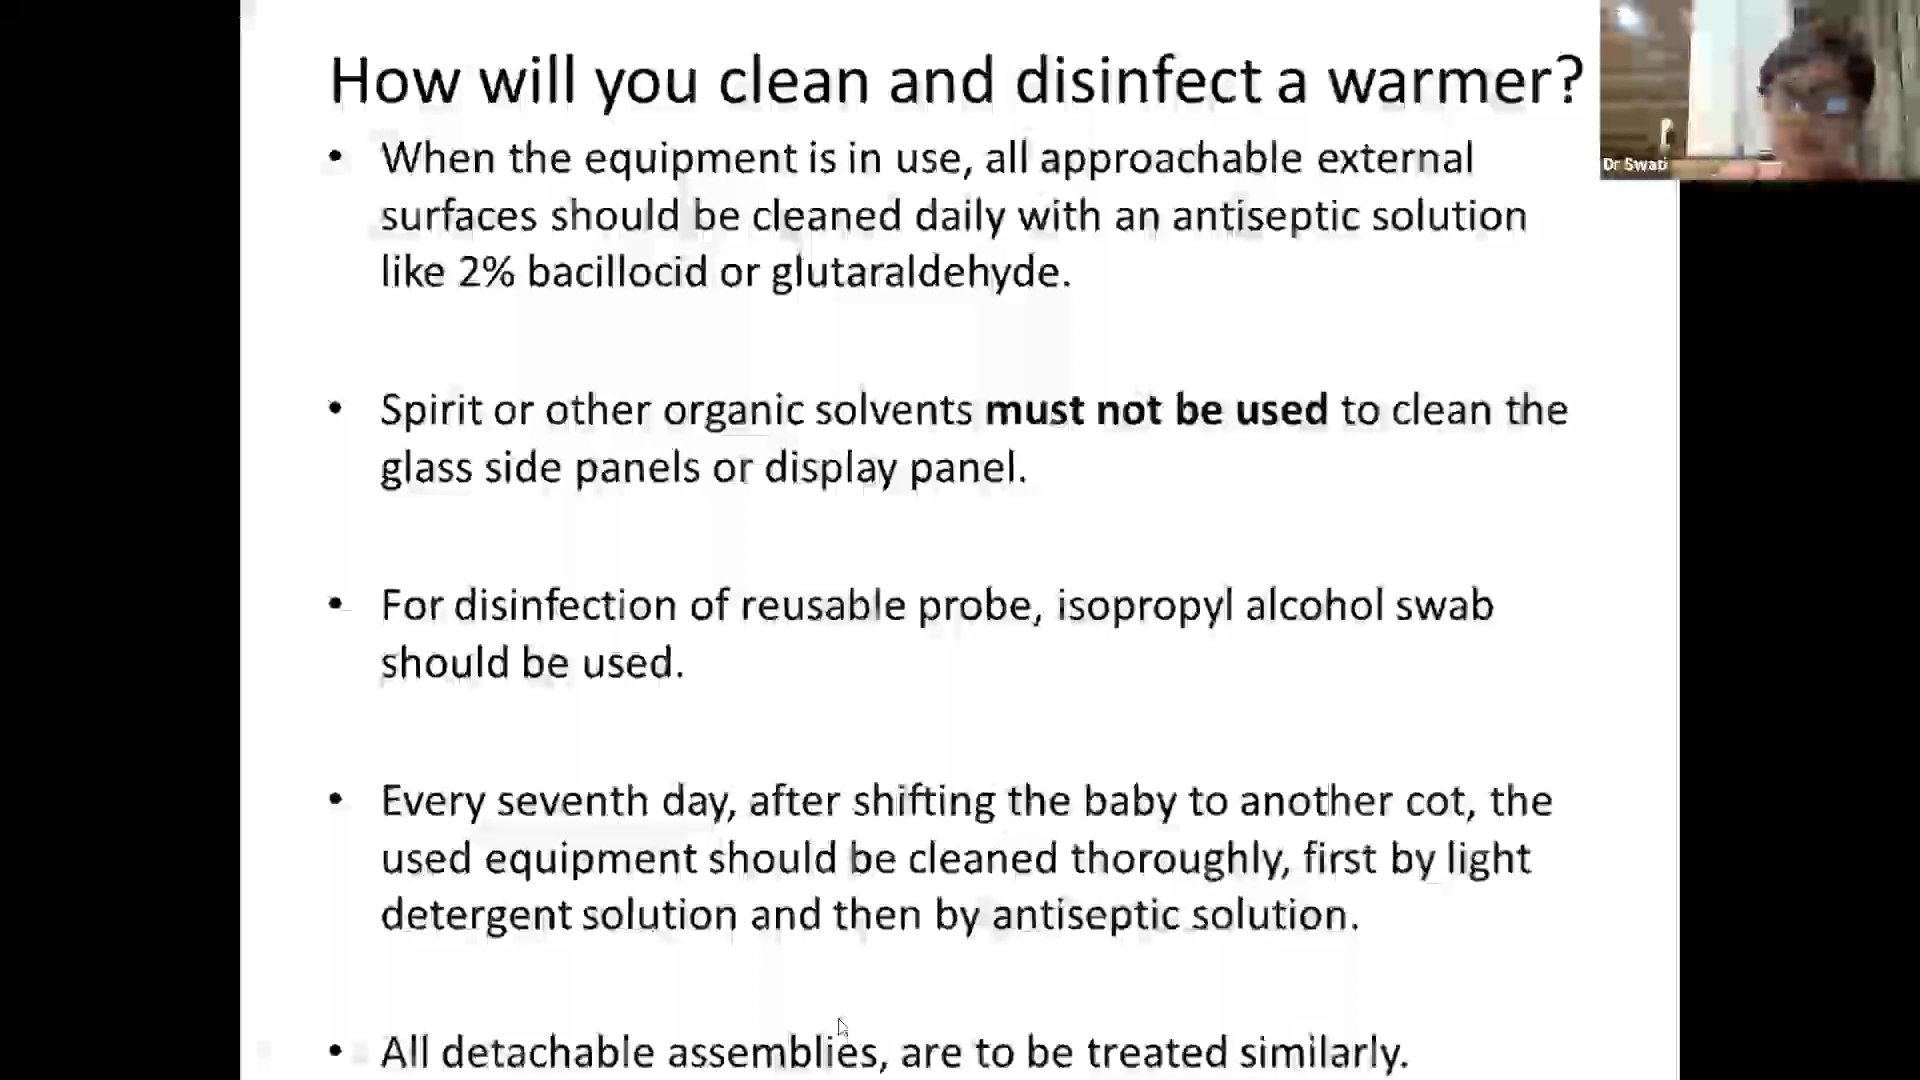 How will you clean and disinfect a warmer?
• When the equipment is in use, all approachable external
surfaces should be cleaned daily with an antiseptic solution
like 2% bacillocid or glutaraldehyde.
• Spirit or other organic solvents must not be used to clean the
glass side panels or display panel.
• For disinfection of reusable probe, isopropyl alcohol swab
should be used.
• Every seventh day, after shifting the baby to another cot, the
used equipment should be cleaned thoroughly, first by light
detergent solution and then by antiseptic solution.
• All detachable assemblies, are to be treated similarly.
Dr Swati